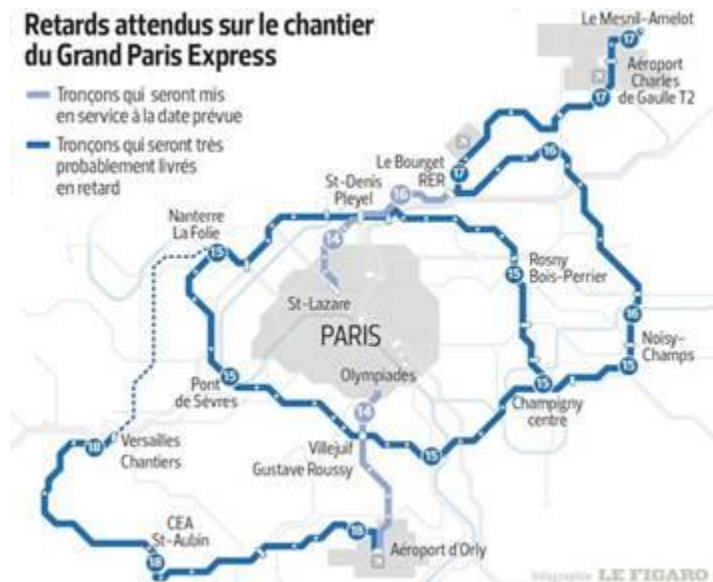 Retards attendus sur le chantier
du Grand Paris Express
Tronçons qui seront mis
en service à la date prévue
Tronçons qui seront très
probablement livrés
en retard
Le Mesnil-Amelot
17
Aéroport
Charles
de Gaulle T2
17
16
Le Bourget
RER
17
St-Denis
Pleyel
16
Nanterre
La Folie
15
14
Rosny
Bois-Perrier
15
St-Lazare
PARIS
16
Noisy-
Champs
15
Olympiades
15
Pont
de Sèvres
15
Champigny
centre
14
Versailles
Chantiers
18
Villejuif
Gustave Roussy
15
CEA
St-Aubin
18
18
Aéroport d'Orly
Infographie LE FIGARO